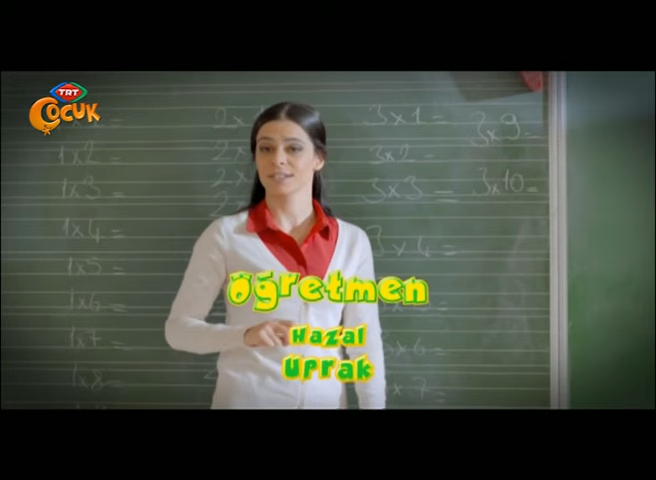 TRT
ÇOCUK
1x2=
1x3=
1x4=
1x5=
1x6=
1x7=
1x8=
3x1=
3x2=
3x3=
3x4=
3x9=
3x10=
Öğretmen
Hazal
Uprak